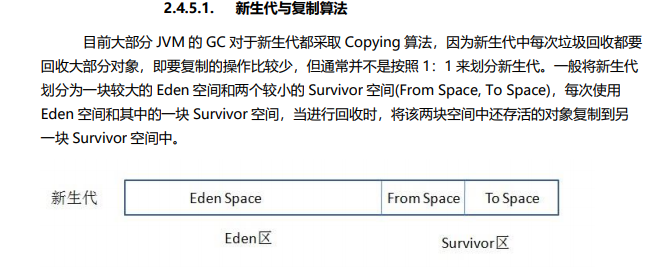 2.4.5.1. 新生代与复制算法
目前大部分 JVM 的 GC 对于新生代都采取 Copying 算法，因为新生代中每次垃圾回收都要
回收大部分对象，即要复制的操作比较少，但通常并不是按照 1：1 来划分新生代。一般将新生代
划分为一块较大的 Eden 空间和两个较小的 Survivor 空间(From Space, To Space)，每次使用
Eden 空间和其中的一块 Survivor 空间，当进行回收时，将该两块空间中还存活的对象复制到另
一块 Survivor 空间中。
新生代 Eden Space From Space To Space
Eden区 Survivor区